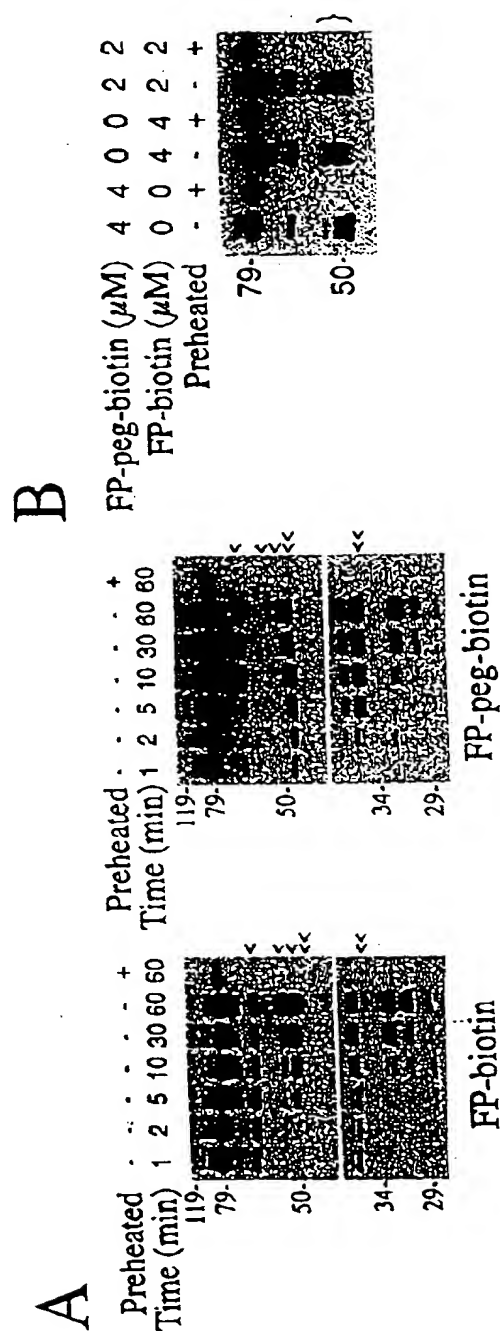 A
Preheated - - - - - - +
Time (min) 1 2 5 10 30 60 60
119-
79-
50-
34-
29-
<
<
<
<<
<<
FP-biotin
Preheated - - - - - - +
Time (min) 1 2 5 10 30 60 60
119-
79-
50-
34-
29-
<
<
<
<<
<<
FP-peg-biotin
B
FP-peg-biotin (μM) 4 4 0 0 2 2
FP-biotin (μM) 0 0 4 4 2 2
Preheated - + - + - +
79-
50-
}